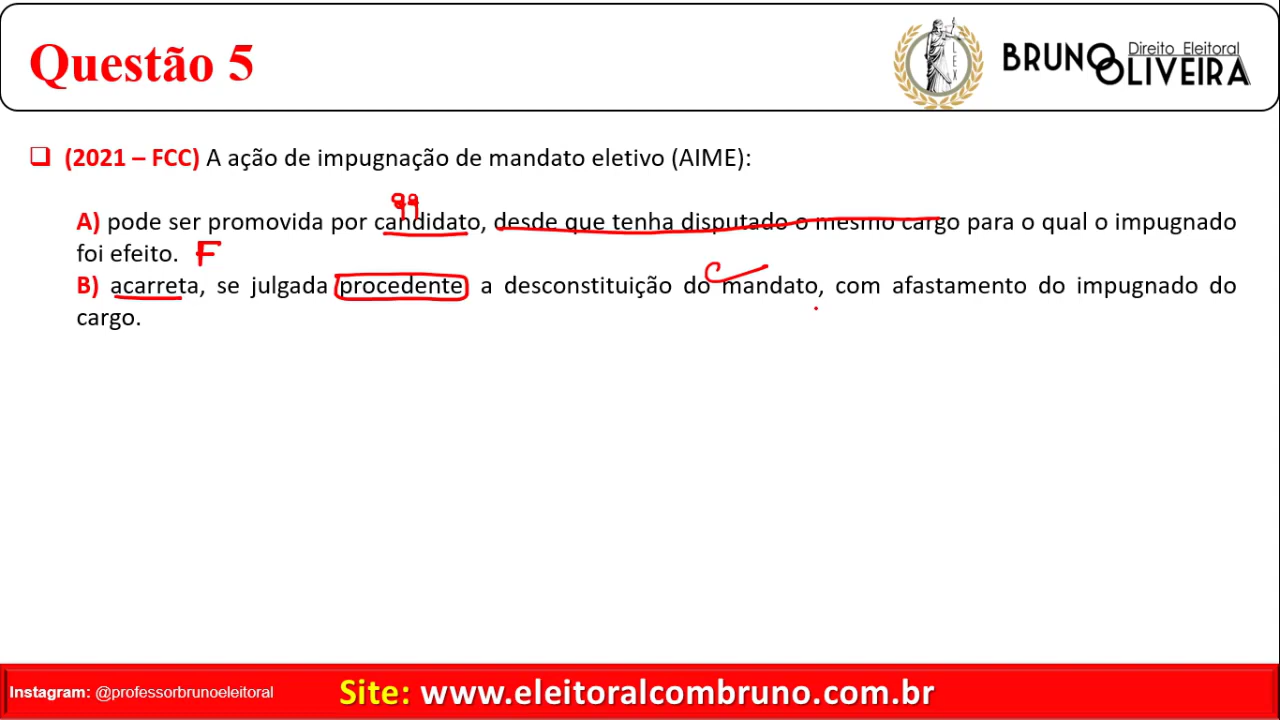 Questão 5
BRUNO Direito Eleitoral
OLIVEIRA
LEX
(2021 – FCC) A ação de impugnação de mandato eletivo (AIME):
qq
A) pode ser promovida por candidato, desde que tenha disputado o mesmo cargo para o qual o impugnado
foi efeito. F
B) acarreta, se julgada procedente a desconstituição do mandato, com afastamento do impugnado do
cargo.
Instagram: @professorbrunoeleitoral
Site: www.eleitoralcombruno.com.br